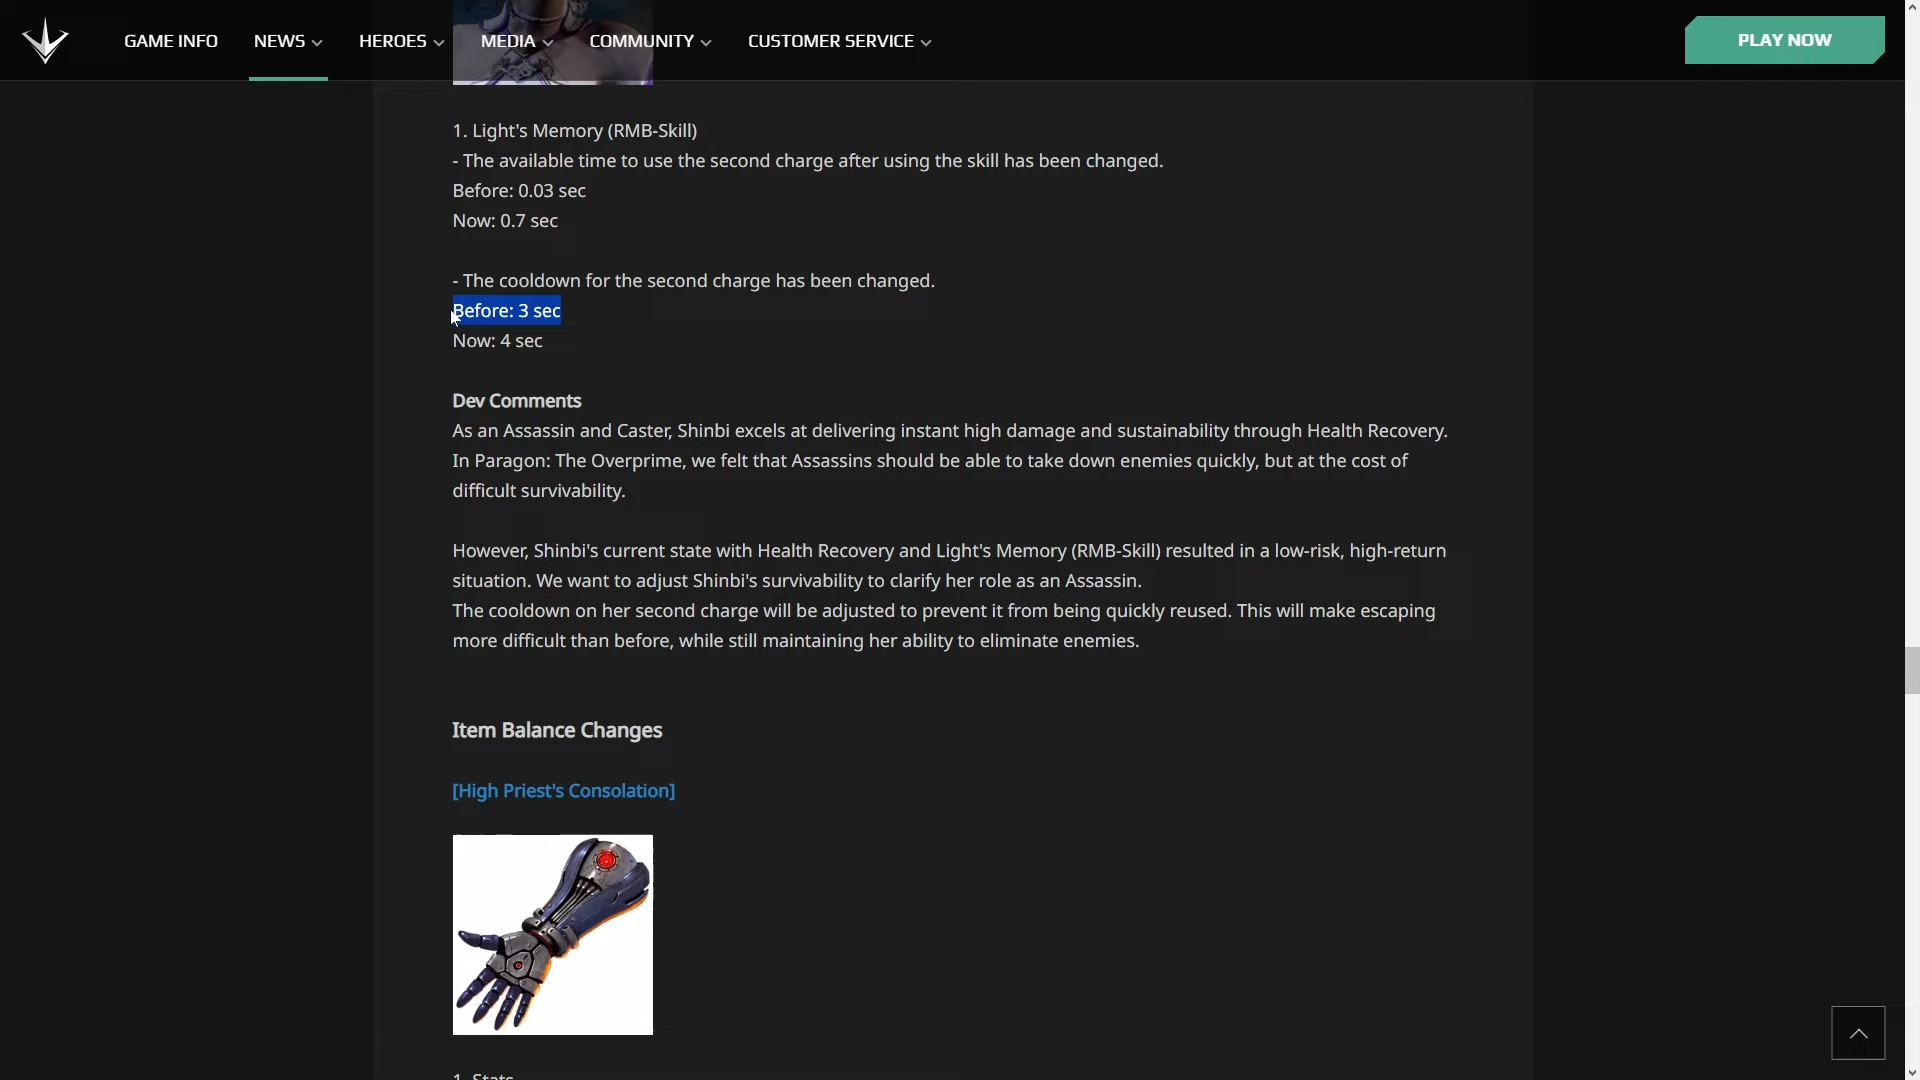 GAME INFO
NEWS
HEROES
MEDIA
COMMUNITY
CUSTOMER SERVICE
PLAY NOW
1. Light's Memory (RMB-Skill)
- The available time to use the second charge after using the skill has been changed.
Before: 0.03 sec
Now: 0.7 sec
- The cooldown for the second charge has been changed.
Before: 3 sec
Now: 4 sec
Dev Comments
As an Assassin and Caster, Shinbi excels at delivering instant high damage and sustainability through Health Recovery.
In Paragon: The Overprime, we felt that Assassins should be able to take down enemies quickly, but at the cost of
difficult survivability.
However, Shinbi's current state with Health Recovery and Light's Memory (RMB-Skill) resulted in a low-risk, high-return
situation. We want to adjust Shinbi's survivability to clarify her role as an Assassin.
The cooldown on her second charge will be adjusted to prevent it from being quickly reused. This will make escaping
more difficult than before, while still maintaining her ability to eliminate enemies.
Item Balance Changes
[High Priest's Consolation]
1. Stats